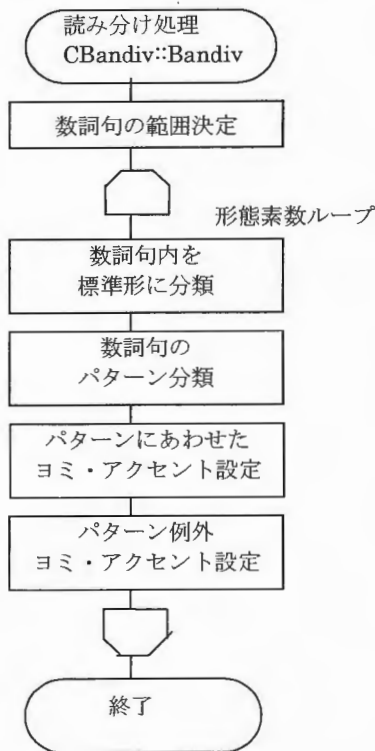 読み分け処理
CBandiv::Bandiv
数詞句の範囲決定
形態素数ループ
数詞句内を
標準形に分類
数詞句の
パターン分類
パターンにあわせた
ヨミ・アクセント設定
パターン例外
ヨミ・アクセント設定
終了